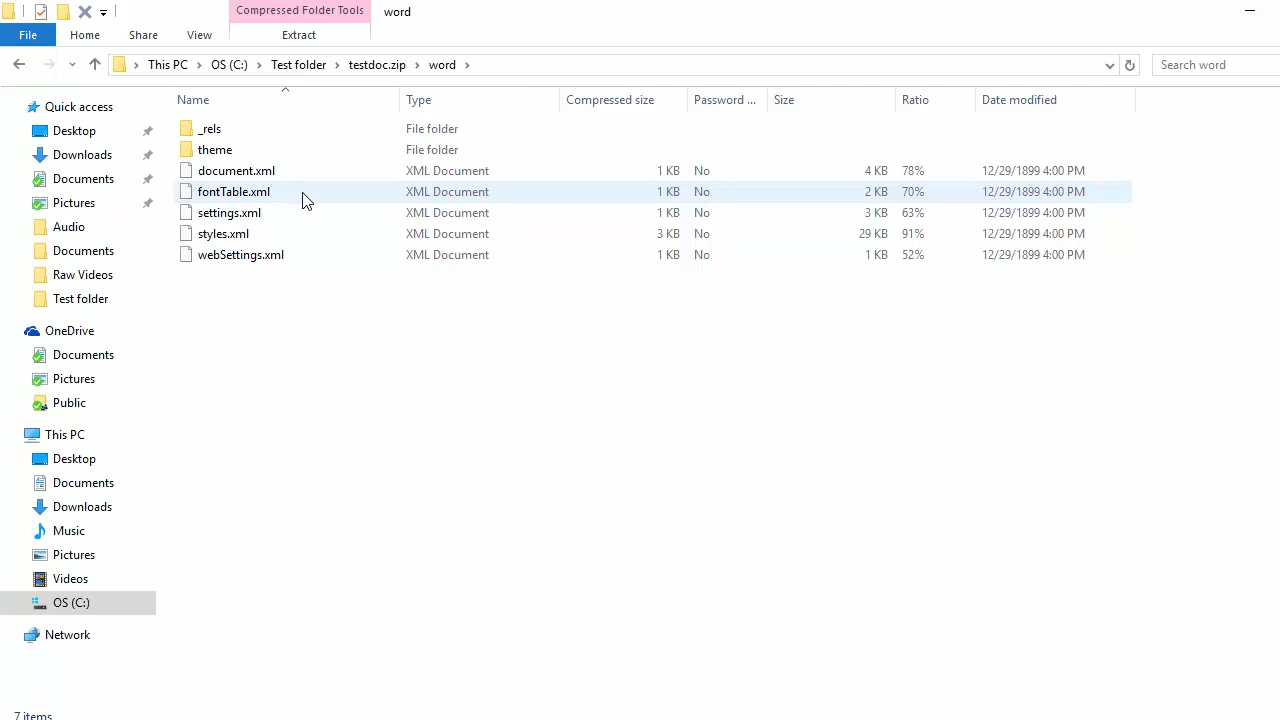 Compressed Folder Tools
word
File Home Share View Extract
This PC OS (C:) Test folder testdoc.zip word
Search word
Name Type Compressed size Password ... Size Ratio Date modified
Quick access
Desktop
Downloads
Documents
Pictures
Audio
Documents
Raw Videos
Test folder
OneDrive
Documents
Pictures
Public
This PC
Desktop
Documents
Downloads
Music
Pictures
Videos
OS (C:)
Network
_rels File folder
theme File folder
document.xml XML Document 1 KB No 4 KB 78% 12/29/1899 4:00 PM
fontTable.xml XML Document 1 KB No 2 KB 70% 12/29/1899 4:00 PM
settings.xml XML Document 1 KB No 3 KB 63% 12/29/1899 4:00 PM
styles.xml XML Document 3 KB No 29 KB 91% 12/29/1899 4:00 PM
webSettings.xml XML Document 1 KB No 1 KB 52% 12/29/1899 4:00 PM
7 items